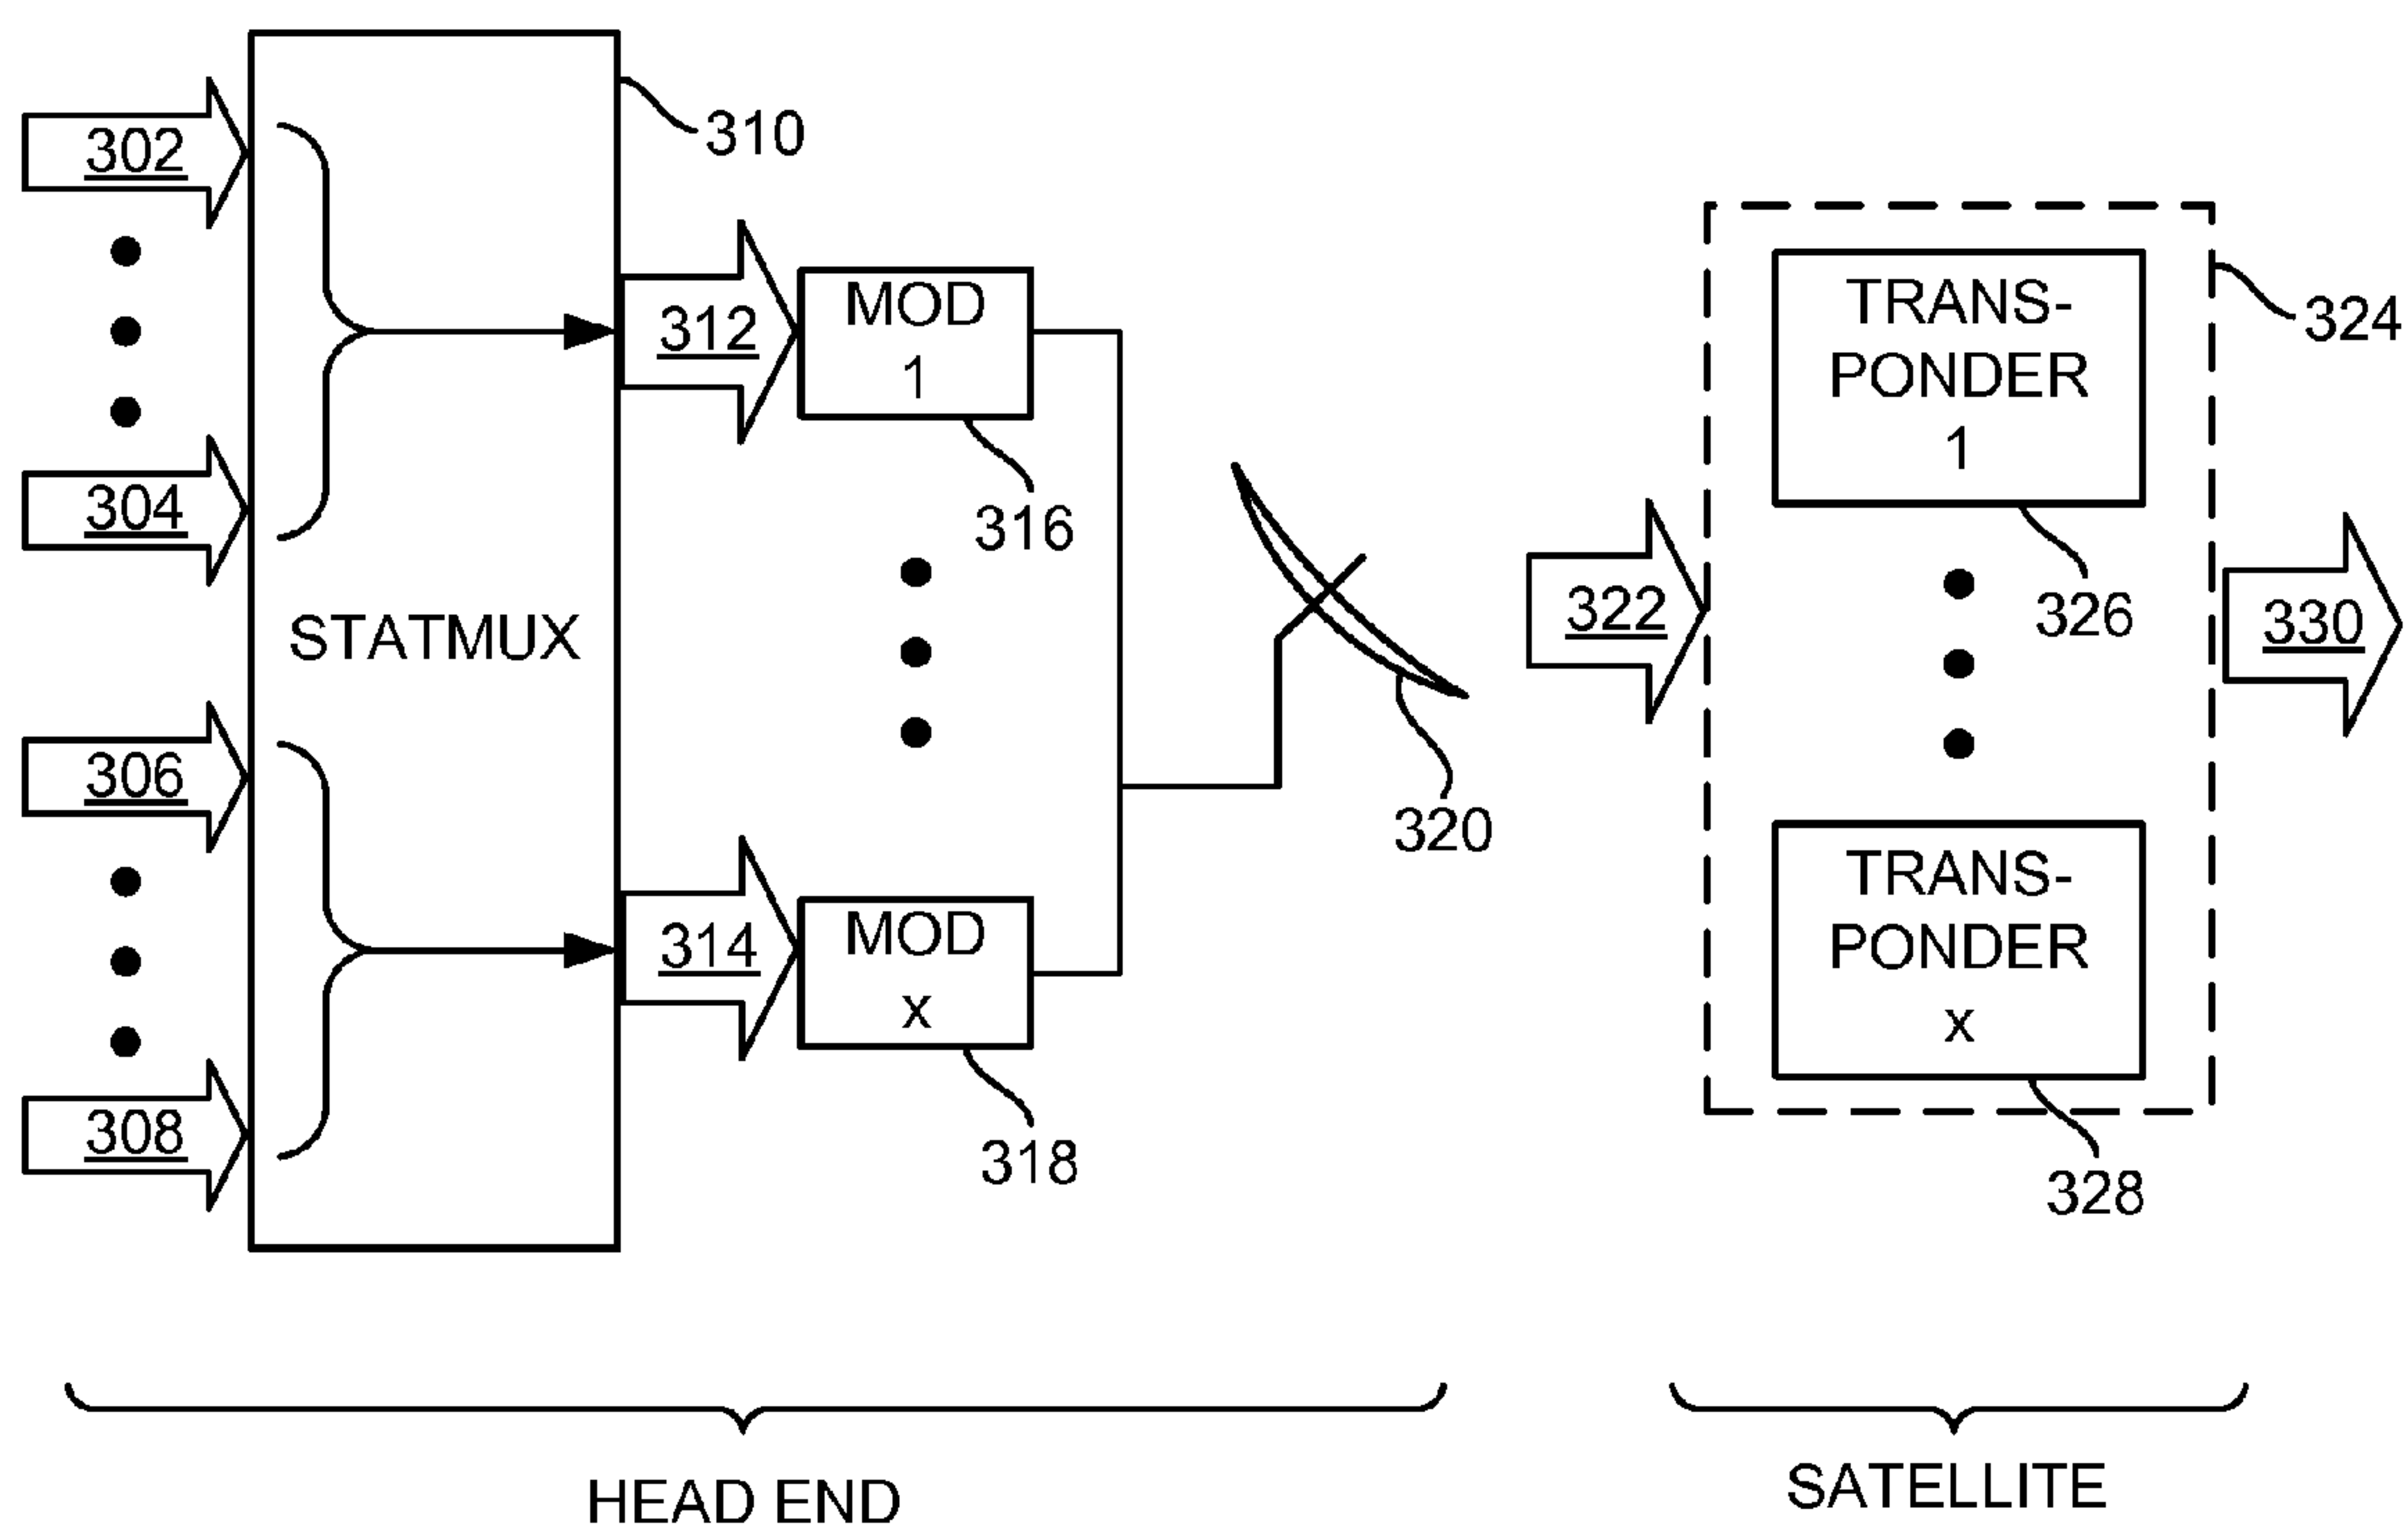 302
310
304
312
MOD
1
316
STATMUX
306
314
MOD
x
318
308
320
322
TRANS-
PONDER
1
324
326
330
TRANS-
PONDER
x
328
HEAD END
SATELLITE